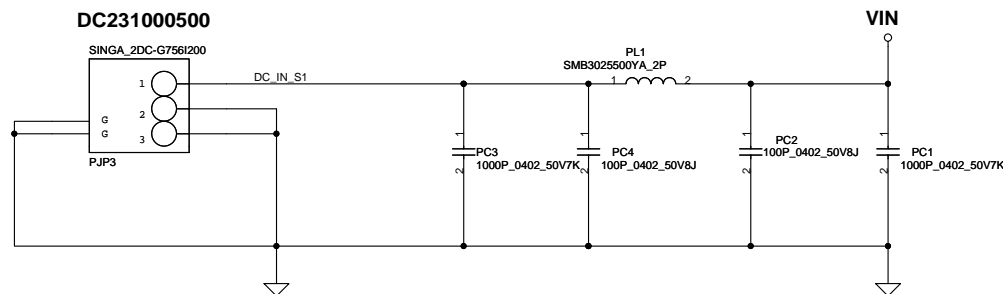 DC231000500
VIN
SINGA_2DC-G756I200
PL1
SMB3025500YA_2P
1
DC_IN_S1
1
2
2
G
G
3
1
1
1
1
PC3
1000P_0402_50V7K
PC4
100P_0402_50V8J
PC2
100P_0402_50V8J
PC1
1000P_0402_50V7K
PJP3
2
2
2
2